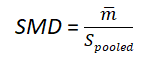 SMD = m̅ / S_pooled